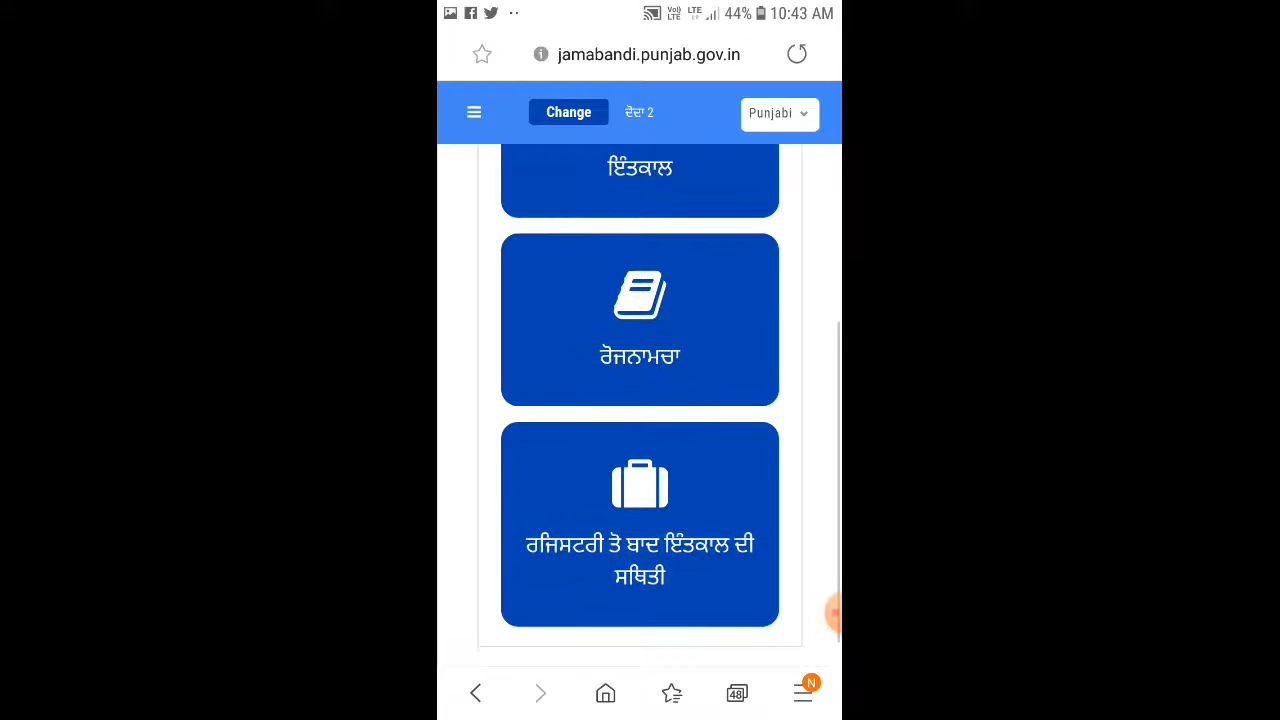 44% 10:43 AM
jamabandi.punjab.gov.in
Change ਦੋਦਾ 2 Punjabi
ਇੰਤਕਾਲ
ਰੋਜਨਾਮਚਾ
ਰਜਿਸਟਰੀ ਤੋ ਬਾਦ ਇੰਤਕਾਲ ਦੀ
ਸਥਿਤੀ
48 N